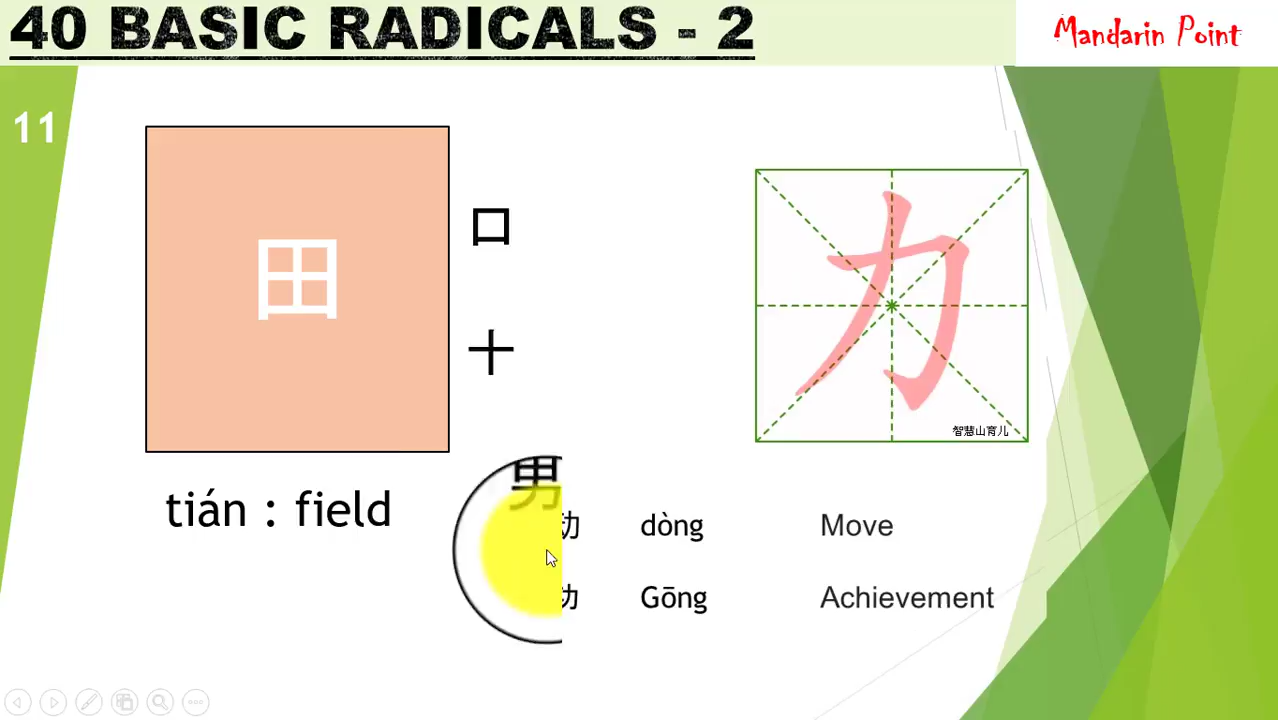 40 BASIC RADICALS - 2
Mandarin Point
11
田
口
十
力
智慧山育儿
tián : field
男
dòng Move
Gōng Achievement